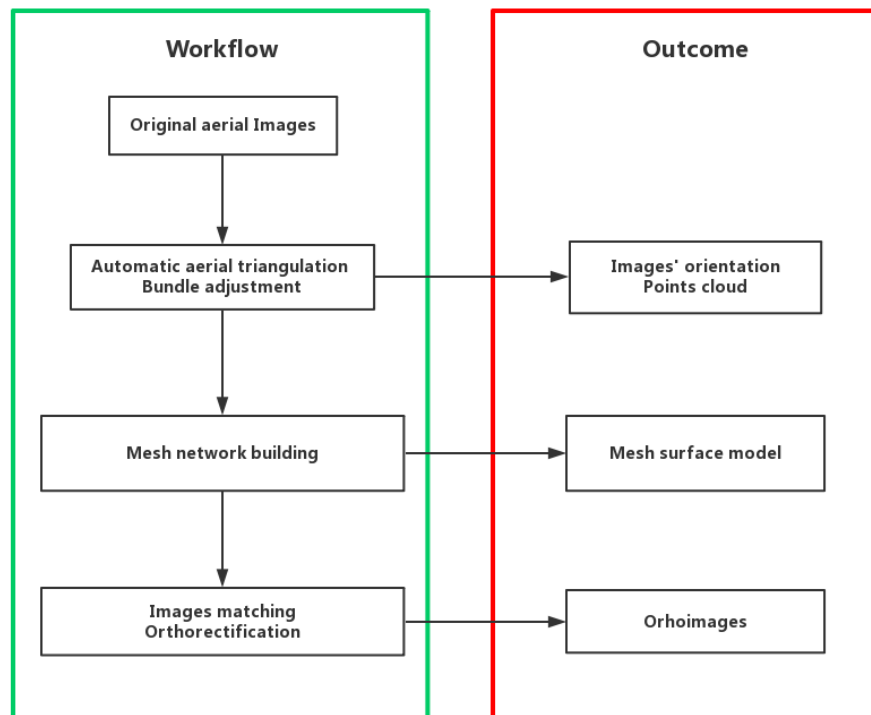 Workflow
Outcome
Original aerial Images
Automatic aerial triangulation
Bundle adjustment
Images' orientation
Points cloud
Mesh network building
Mesh surface model
Images matching
Orthorectification
Orhoimages